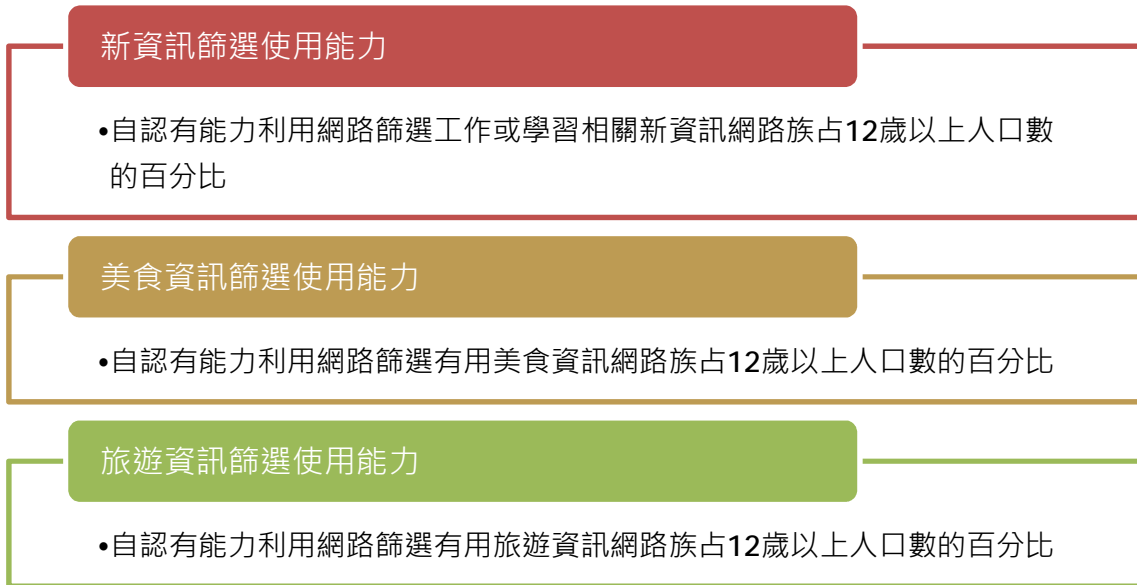 新資訊篩選使用能力
•自認有能力利用網路篩選工作或學習相關新資訊網路族占12歲以上人口數
的百分比
美食資訊篩選使用能力
•自認有能力利用網路篩選有用美食資訊網路族占12歲以上人口數的百分比
旅遊資訊篩選使用能力
•自認有能力利用網路篩選有用旅遊資訊網路族占12歲以上人口數的百分比